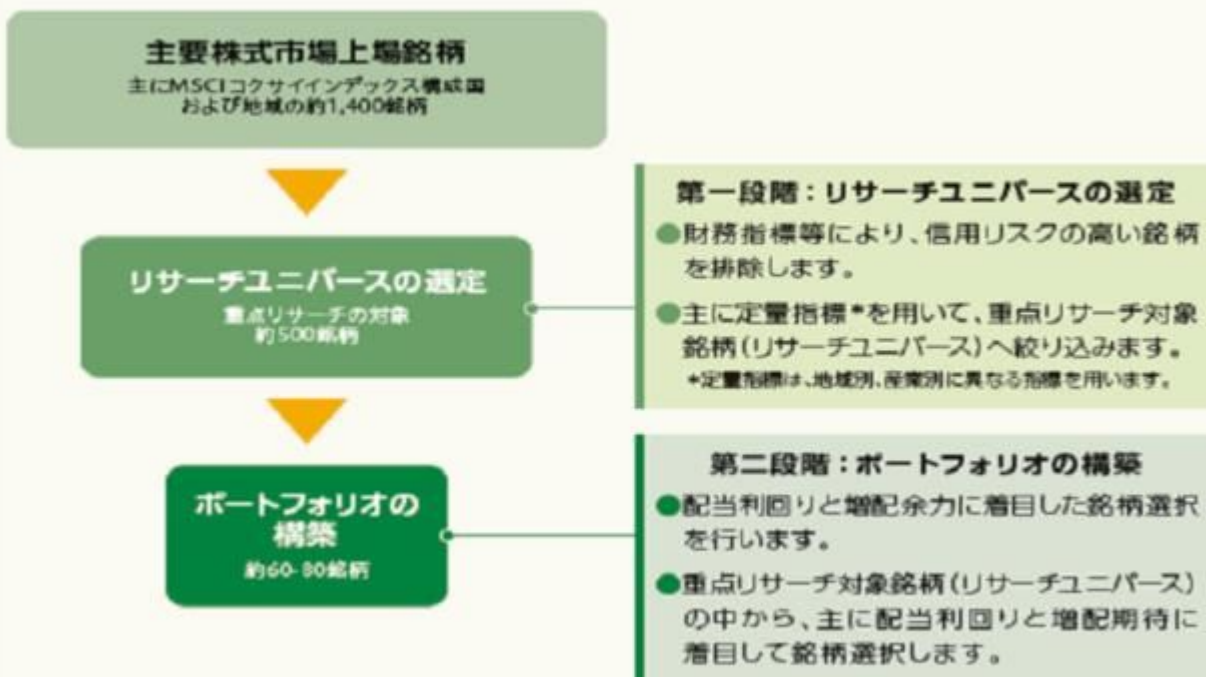 主要株式市場上場銘柄
主にMSCIコクサイインデックス構成国
および地域の約1,400銘柄
リサーチユニバースの選定
重点リサーチの対象
約500銘柄
第一段階：リサーチユニバースの選定
●財務指標等により、信用リスクの高い銘柄
を排除します。
●主に定量指標*を用いて、重点リサーチ対象
銘柄(リサーチユニバース)へ絞り込みます。
*定量指標は、地域別、産業別に異なる指標を用います。
ポートフォリオの
構築
約60-80銘柄
第二段階：ポートフォリオの構築
●配当利回りと増配余力に着目した銘柄選択
を行います。
●重点リサーチ対象銘柄(リサーチユニバース)
の中から、主に配当利回りと増配期待に
着目して銘柄選択します。